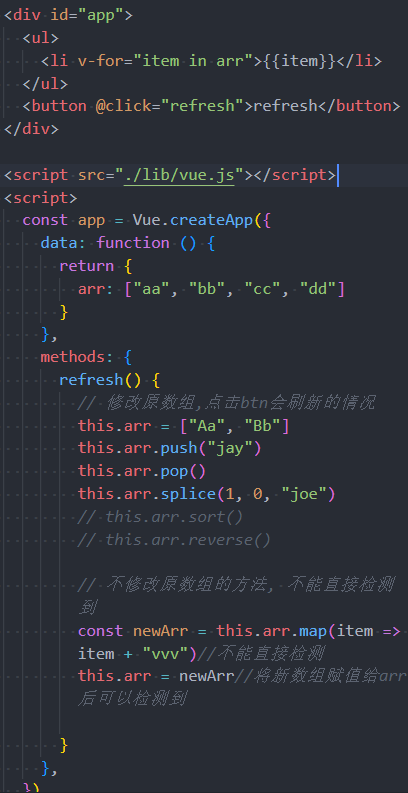 <div id="app">
<ul>
<li v-for="item in arr">{{item}}</li>
</ul>
<button @click="refresh">refresh</button>
</div>
<script src="./lib/vue.js"></script>
<script>
const app = Vue.createApp({
data: function () {
return {
arr: ["aa", "bb", "cc", "dd"]
}
},
methods: {
refresh() {
// 修改原数组,点击btn会刷新的情况
this.arr = ["Aa", "Bb"]
this.arr.push("jay")
this.arr.pop()
this.arr.splice(1, 0, "joe")
// this.arr.sort()
// this.arr.reverse()
// 不修改原数组的方法, 不能直接检测
到
const newArr = this.arr.map(item =>
item + "vvv")//不能直接检测
this.arr = newArr//将新数组赋值给arr
后可以检测到
}
},
})